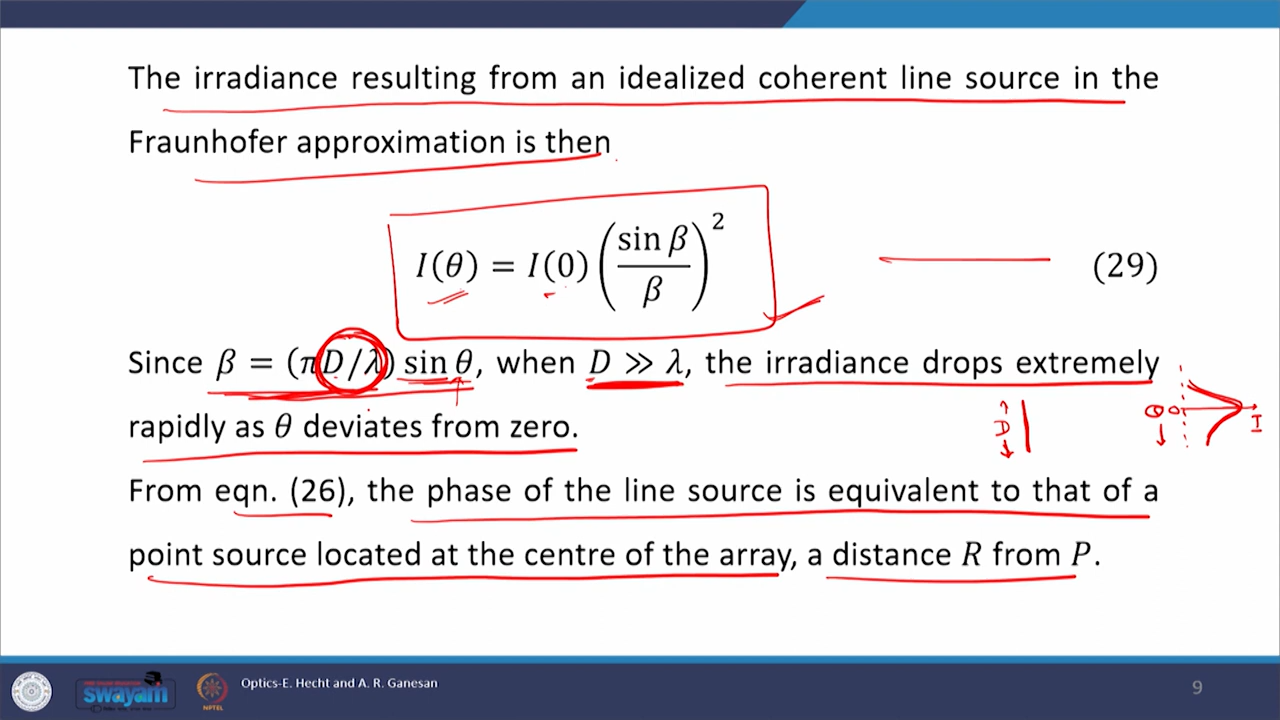 The irradiance resulting from an idealized coherent line source in the
Fraunhofer approximation is then
I(θ) = I(0) (sin β / β)² (29)
Since β = (πD/λ) sin θ, when D ≫ λ, the irradiance drops extremely
rapidly as θ deviates from zero.
D
θ 0 I
From eqn. (26), the phase of the line source is equivalent to that of a
point source located at the centre of the array, a distance R from P.
swayam
NPTEL
Optics-E. Hecht and A. R. Ganesan
9